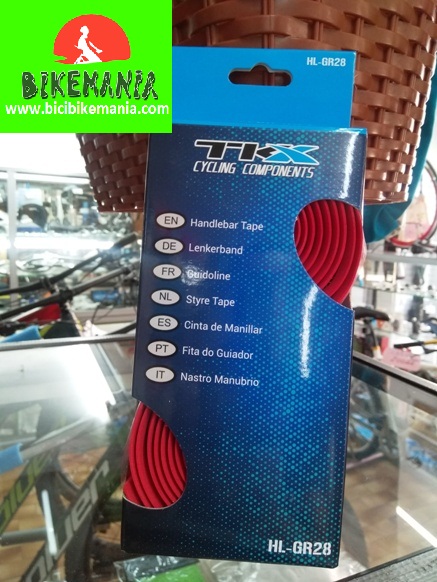 BIKEMANIA
www.bicibikemania.com
HL-GR28
TKX
CYCLING COMPONENTS
EN Handlebar Tape
DE Lenkerband
FR Guidoline
NL Styre Tape
ES Cinta de Manillar
PT Fita do Guiador
IT Nastro Manubrio
HL-GR28